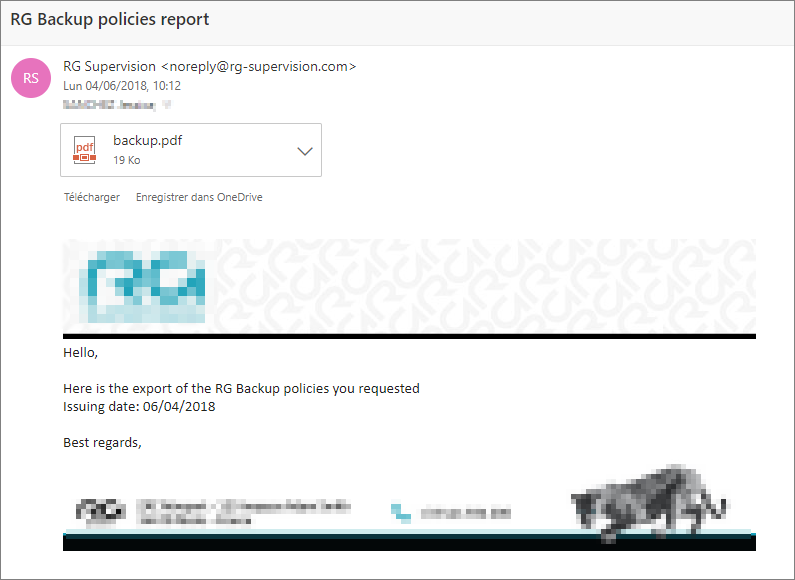 RG Backup policies report
RS
RG Supervision <noreply@rg-supervision.com>
Lun 04/06/2018, 10:12
pdf
backup.pdf
19 Ko
Télécharger Enregistrer dans OneDrive
Hello,
Here is the export of the RG Backup policies you requested
Issuing date: 06/04/2018
Best regards,